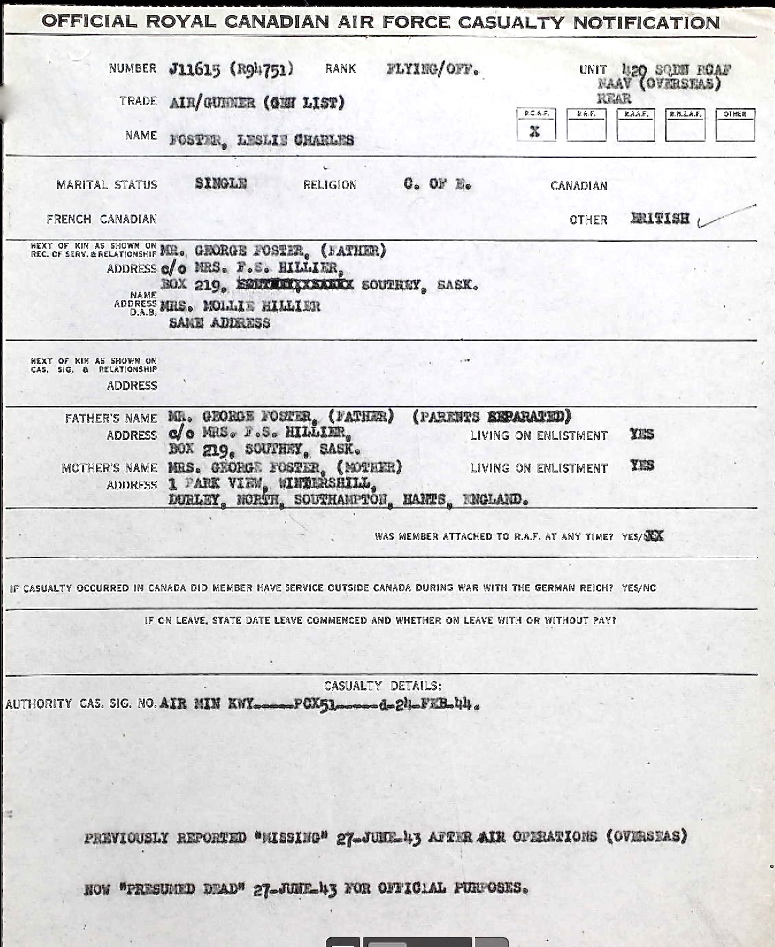 OFFICIAL ROYAL CANADIAN AIR FORCE CASUALTY NOTIFICATION
NUMBER J11615 (R94751) RANK FLYING/OFF. UNIT 420 SQDN RCAF
NAAV (OVERSEAS)
TRADE AIR/GUNNER (GEN LIST) REAR
R.C.A.F. R.A.F. R.A.A.F. R.N.Z.A.F. OTHER
X
NAME FOSTER, LESLIE CHARLES
MARITAL STATUS SINGLE RELIGION C. OF E. CANADIAN
FRENCH CANADIAN OTHER BRITISH
NEXT OF KIN AS SHOWN ON
REC. OF SERV. & RELATIONSHIP MR. GEORGE FOSTER, (FATHER)
ADDRESS c/o MRS. F.S. HILLIER,
BOX 219, SOUTHEY, SASK.
NAME
ADDRESS MRS. MOLLIE HILLIER
D.A.B. SAME ADDRESS
NEXT OF KIN AS SHOWN ON
CAS. SIG. & RELATIONSHIP
ADDRESS
FATHER'S NAME MR. GEORGE FOSTER, (FATHER) (PARENTS SEPARATED)
ADDRESS c/o MRS. F.S. HILLIER, LIVING ON ENLISTMENT YES
BOX 219, SOUTHEY, SASK.
MOTHER'S NAME MRS. GEORGE FOSTER, (MOTHER) LIVING ON ENLISTMENT YES
ADDRESS 1 PARK VIEW, WINTERSHILL,
DURLEY, NORTH, SOUTHAMPTON, HANTS, ENGLAND.
WAS MEMBER ATTACHED TO R.A.F. AT ANY TIME? YES/XX
IF CASUALTY OCCURRED IN CANADA DID MEMBER HAVE SERVICE OUTSIDE CANADA DURING WAR WITH THE GERMAN REICH? YES/NO
IF ON LEAVE, STATE DATE LEAVE COMMENCED AND WHETHER ON LEAVE WITH OR WITHOUT PAY?
CASUALTY DETAILS:
AUTHORITY CAS. SIG. NO. AIR MIN KWY-----PCX51-----d-24-FEB-44.
PREVIOUSLY REPORTED "MISSING" 27-JUNE-43 AFTER AIR OPERATIONS (OVERSEAS)
NOW "PRESUMED DEAD" 27-JUNE-43 FOR OFFICIAL PURPOSES.